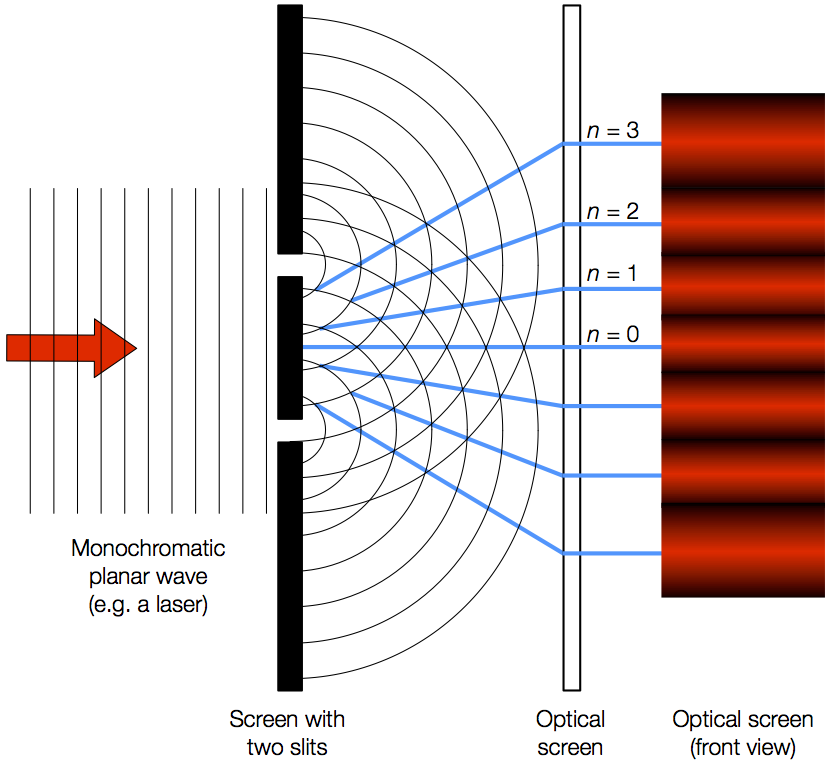 n = 3
n = 2
n = 1
n = 0
Monochromatic
planar wave
(e.g. a laser)
Screen with
two slits
Optical
screen
Optical screen
(front view)